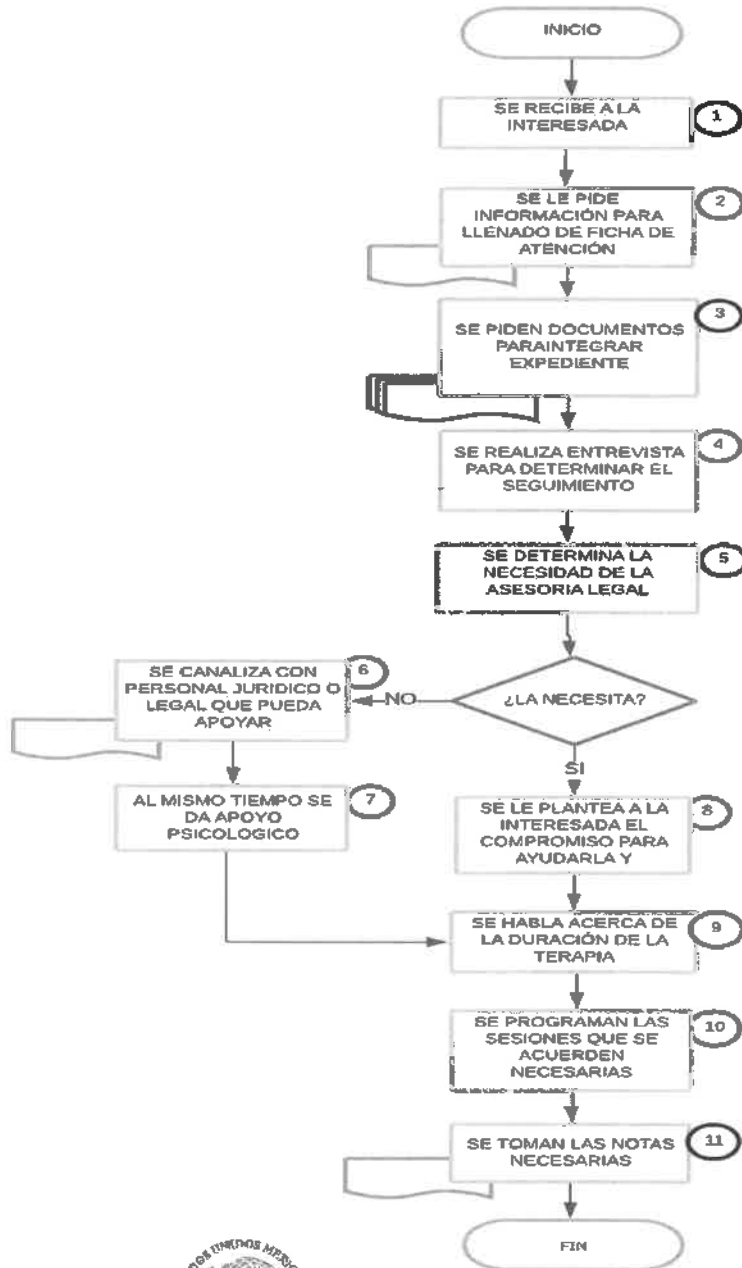 INICIO
SE RECIBE A LA
INTERESADA
1
SE LE PIDE
INFORMACIÓN PARA
LLENADO DE FICHA DE
ATENCIÓN
2
SE PIDEN DOCUMENTOS
PARAINTEGRAR
EXPEDIENTE
3
SE REALIZA ENTREVISTA
PARA DETERMINAR EL
SEGUIMIENTO
4
SE DETERMINA LA
NECESIDAD DE LA
ASESORIA LEGAL
5
¿LA NECESITA?
NO
SE CANALIZA CON
PERSONAL JURIDICO O
LEGAL QUE PUEDA
APOYAR
6
AL MISMO TIEMPO SE
DA APOYO
PSICOLOGICO
7
SI
SE LE PLANTEA A LA
INTERESADA EL
COMPROMISO PARA
AYUDARLA Y
8
SE HABLA ACERCA DE
LA DURACIÓN DE LA
TERAPIA
9
SE PROGRAMAN LAS
SESIONES QUE SE
ACUERDEN
NECESARIAS
10
SE TOMAN LAS NOTAS
NECESARIAS
11
FIN
UNIDOS